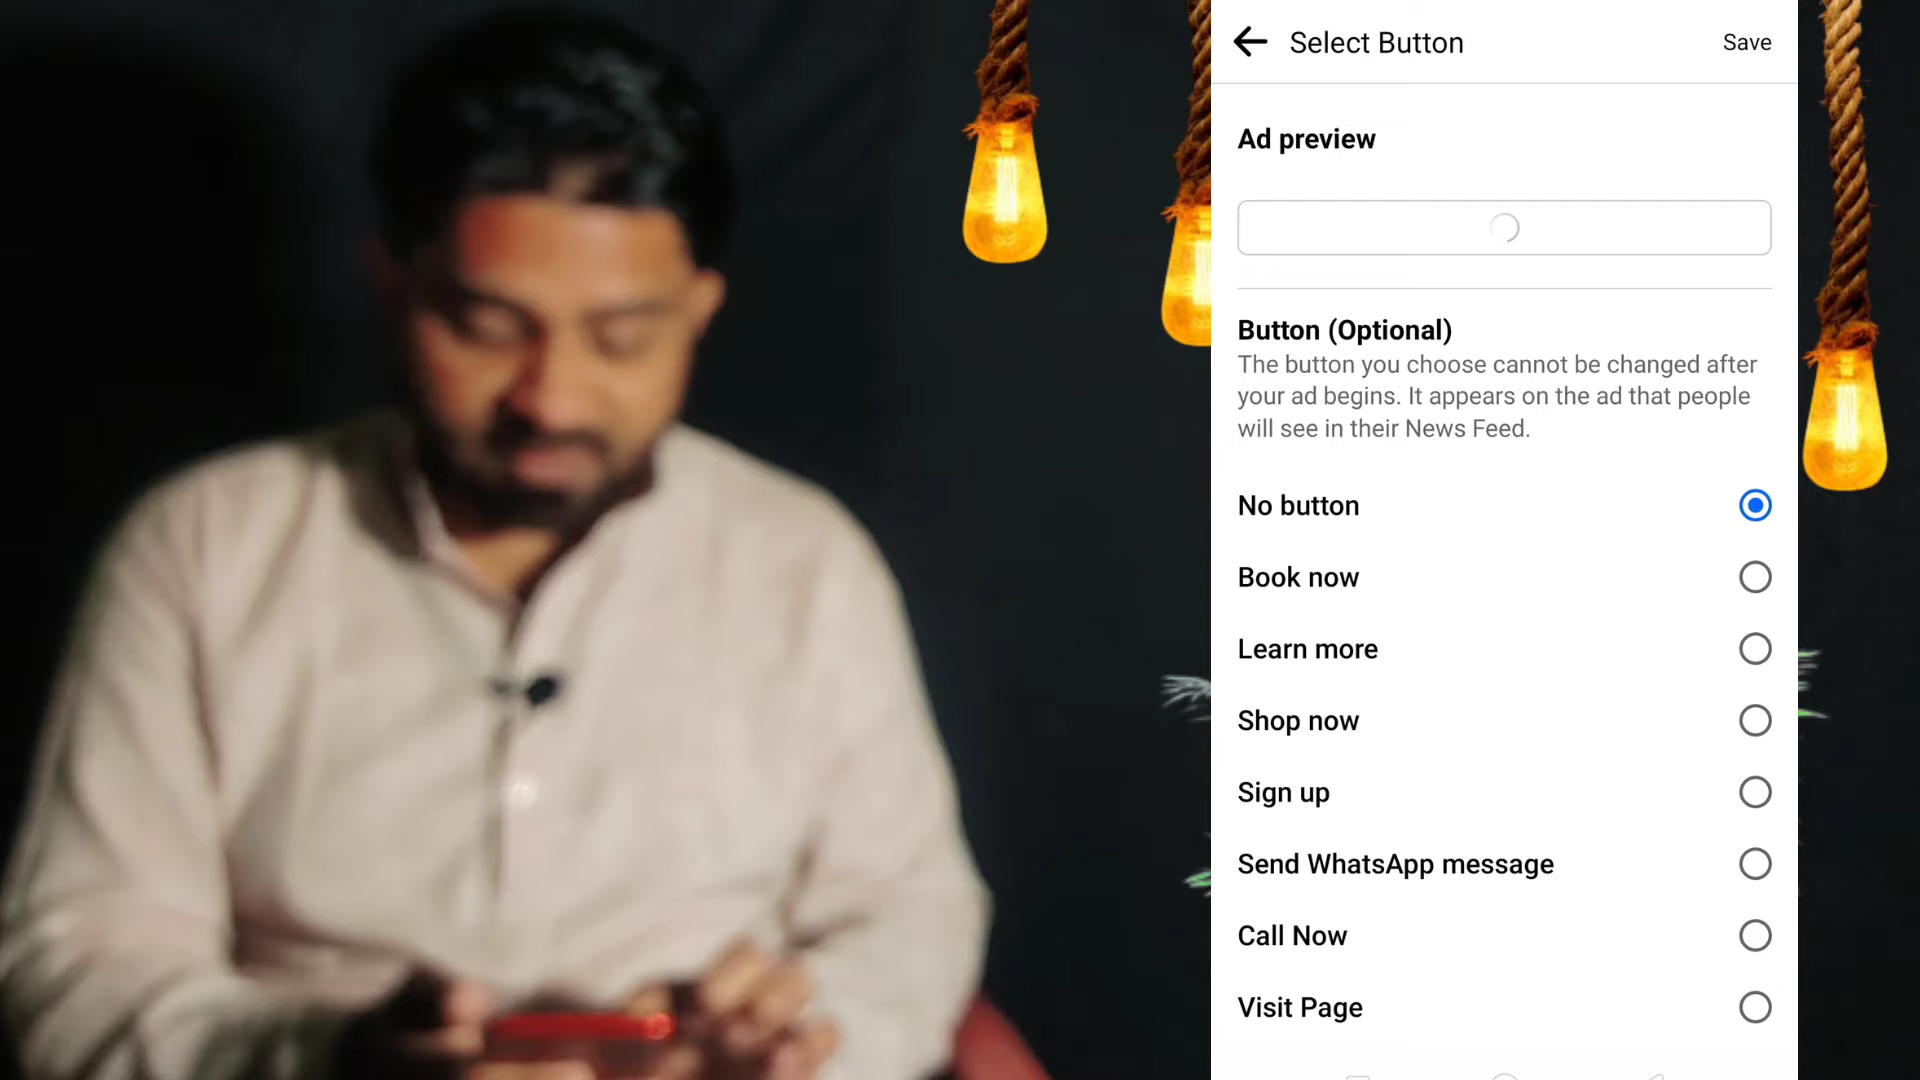 Select Button
Save
Ad preview
Button (Optional)
The button you choose cannot be changed after
your ad begins. It appears on the ad that people
will see in their News Feed.
No button
Book now
Learn more
Shop now
Sign up
Send WhatsApp message
Call Now
Visit Page